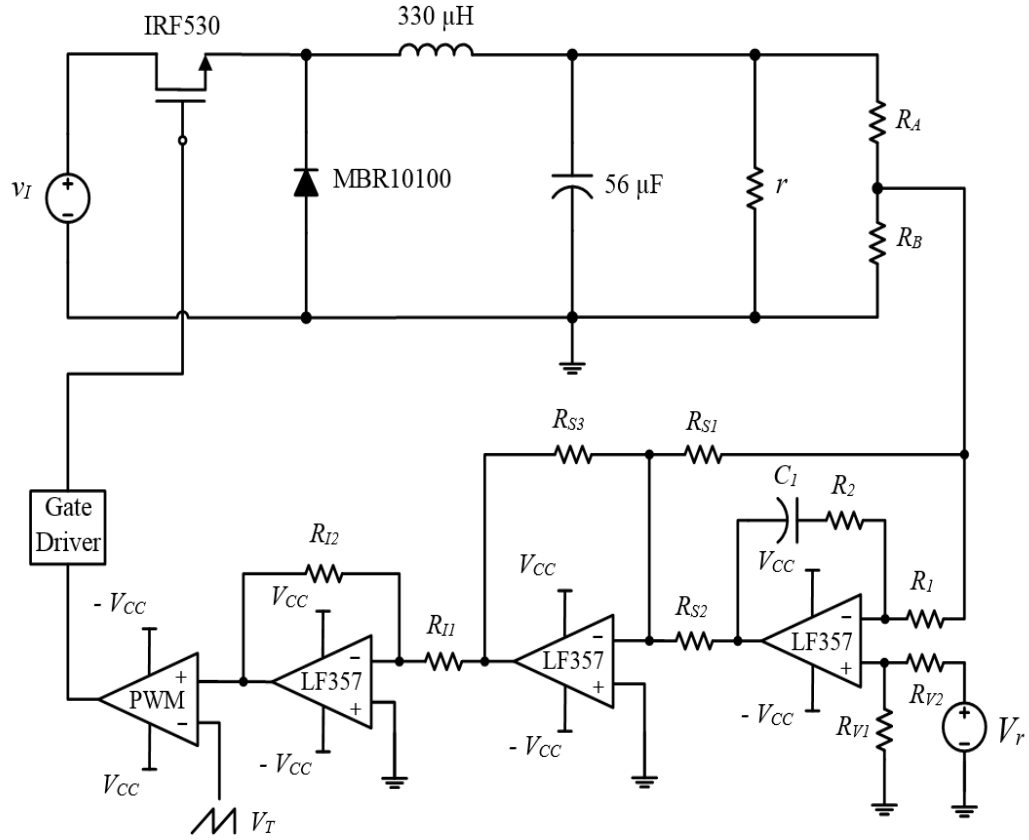 IRF530
330 μH
R_A
v_I
MBR10100
56 μF
r
R_B
R_S3
R_S1
C_1
R_2
Gate
Driver
R_I2
V_CC
V_CC
V_CC
R_1
- V_CC
R_I1
R_S2
PWM
LF357
LF357
LF357
R_V2
V_CC
- V_CC
- V_CC
- V_CC
R_V1
V_r
V_T
+
−
+
−
−
+
−
+
−
+
−
+